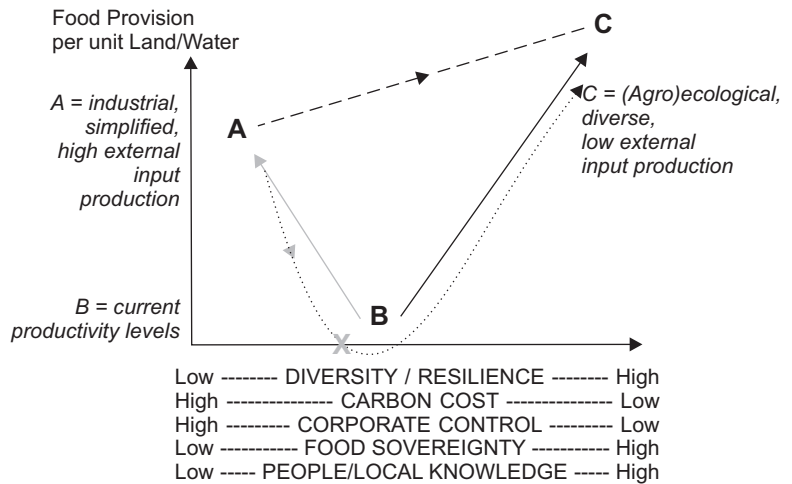 Food Provision
per unit Land/Water
C
A = industrial,
simplified,
high external
input
production
A
C = (Agro)ecological,
diverse,
low external
input production
B = current
productivity levels
B
X
Low -------- DIVERSITY / RESILIENCE -------- High
High ---------------- CARBON COST ---------------- Low
High ---------- CORPORATE CONTROL ---------- Low
Low ----------- FOOD SOVEREIGNTY ----------- High
Low ----- PEOPLE/LOCAL KNOWLEDGE ----- High